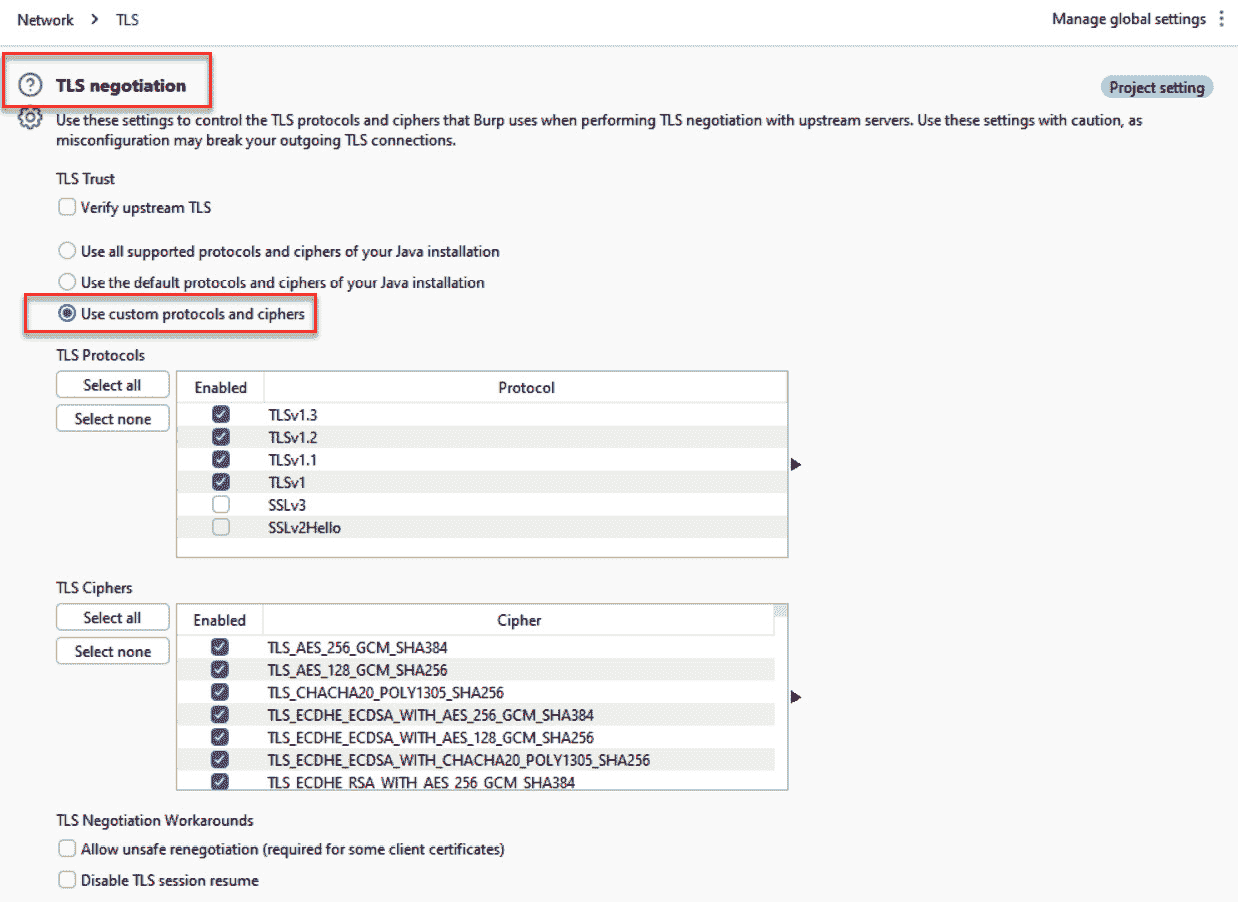 Network > TLS
Manage global settings
? TLS negotiation
Project setting
Use these settings to control the TLS protocols and ciphers that Burp uses when performing TLS negotiation with upstream servers. Use these settings with caution, as
misconfiguration may break your outgoing TLS connections.
TLS Trust
Verify upstream TLS
Use all supported protocols and ciphers of your Java installation
Use the default protocols and ciphers of your Java installation
Use custom protocols and ciphers
TLS Protocols
Select all
Select none
Enabled Protocol
TLSv1.3
TLSv1.2
TLSv1.1
TLSv1
SSLv3
SSLv2Hello
TLS Ciphers
Select all
Select none
Enabled Cipher
TLS_AES_256_GCM_SHA384
TLS_AES_128_GCM_SHA256
TLS_CHACHA20_POLY1305_SHA256
TLS_ECDHE_ECDSA_WITH_AES_256_GCM_SHA384
TLS_ECDHE_ECDSA_WITH_AES_128_GCM_SHA256
TLS_ECDHE_ECDSA_WITH_CHACHA20_POLY1305_SHA256
TLS_ECDHE_RSA_WITH_AES_256_GCM_SHA384
TLS Negotiation Workarounds
Allow unsafe renegotiation (required for some client certificates)
Disable TLS session resume